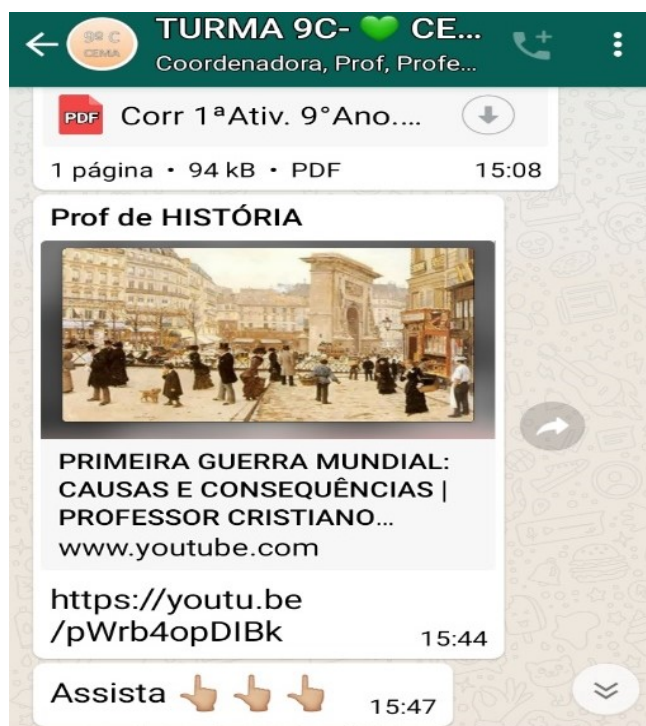 9º C
CEMA
TURMA 9C- 💚 CE...
Coordenadora, Prof, Profe...
PDF
Corr 1ªAtiv. 9°Ano....
1 página • 94 kB • PDF
15:08
Prof de HISTÓRIA
PRIMEIRA GUERRA MUNDIAL:
CAUSAS E CONSEQUÊNCIAS |
PROFESSOR CRISTIANO...
www.youtube.com
https://youtu.be
/pWrb4opDIBk
15:44
Assista 👆🏼👆🏼👆🏼
15:47